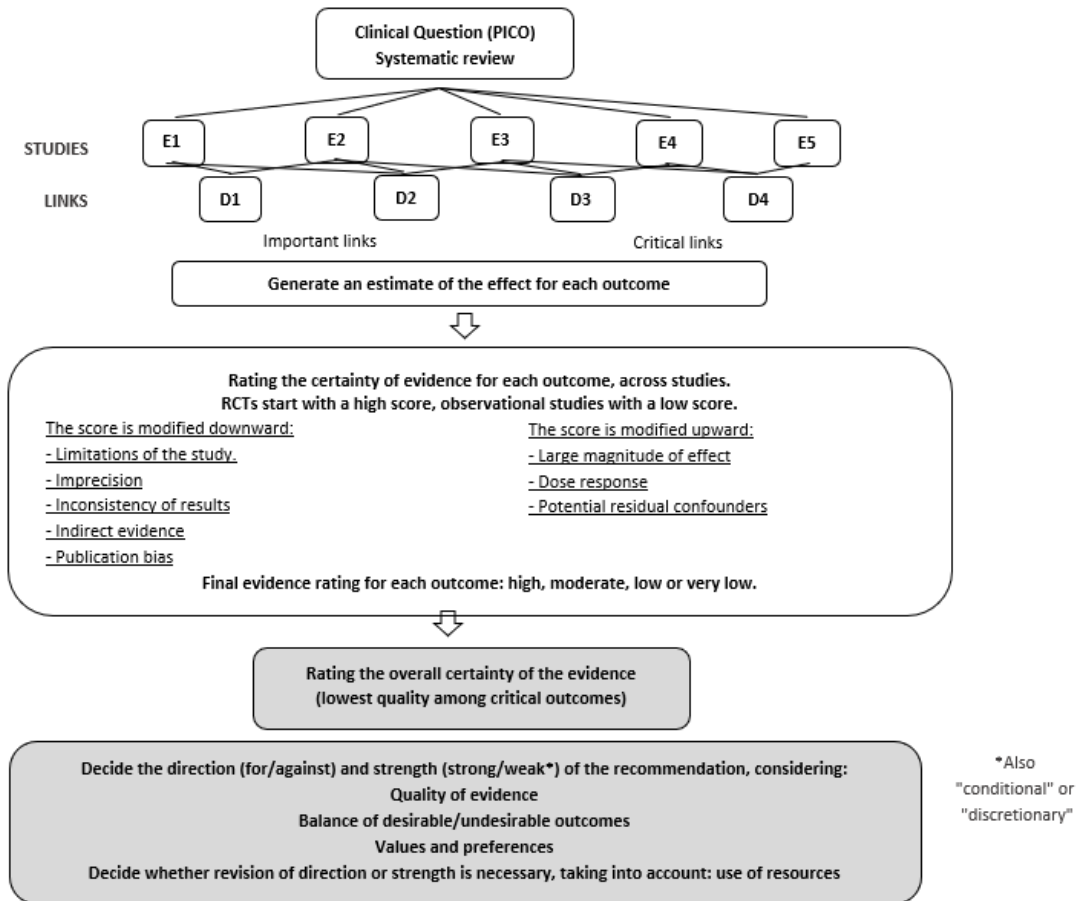 Clinical Question (PICO)
Systematic review
STUDIES
E1
E2
E3
E4
E5
LINKS
D1
D2
D3
D4
Important links
Critical links
Generate an estimate of the effect for each outcome
Rating the certainty of evidence for each outcome, across studies.
RCTs start with a high score, observational studies with a low score.
The score is modified downward:
- Limitations of the study.
- Imprecision
- Inconsistency of results
- Indirect evidence
- Publication bias
The score is modified upward:
- Large magnitude of effect
- Dose response
- Potential residual confounders
Final evidence rating for each outcome: high, moderate, low or very low.
Rating the overall certainty of the evidence
(lowest quality among critical outcomes)
Decide the direction (for/against) and strength (strong/weak*) of the recommendation, considering:
Quality of evidence
Balance of desirable/undesirable outcomes
Values and preferences
Decide whether revision of direction or strength is necessary, taking into account: use of resources
*Also
"conditional" or
"discretionary"